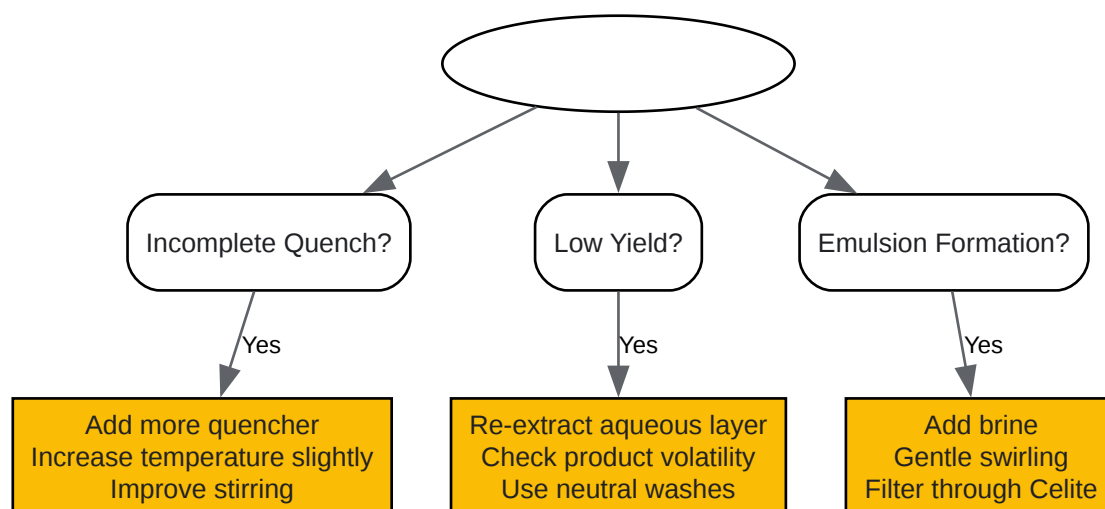 Incomplete Quench?
Low Yield?
Emulsion Formation?
Yes
Yes
Yes
Add more quencher
Increase temperature slightly
Improve stirring
Re-extract aqueous layer
Check product volatility
Use neutral washes
Add brine
Gentle swirling
Filter through Celite